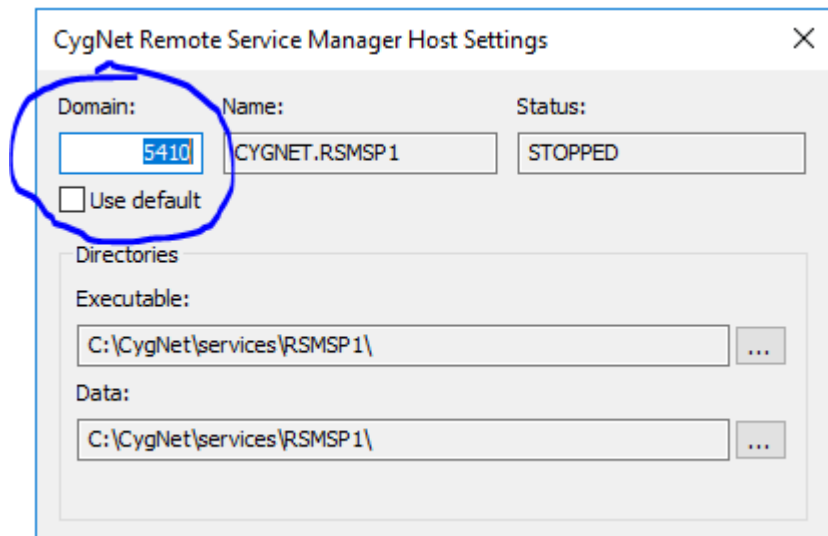 CygNet Remote Service Manager Host Settings
Domain: Name: Status:
5410 CYGNET.RSMSP1 STOPPED
Use default
Directories
Executable:
C:\CygNet\services\RSMSP1\ ...
Data:
C:\CygNet\services\RSMSP1\ ...